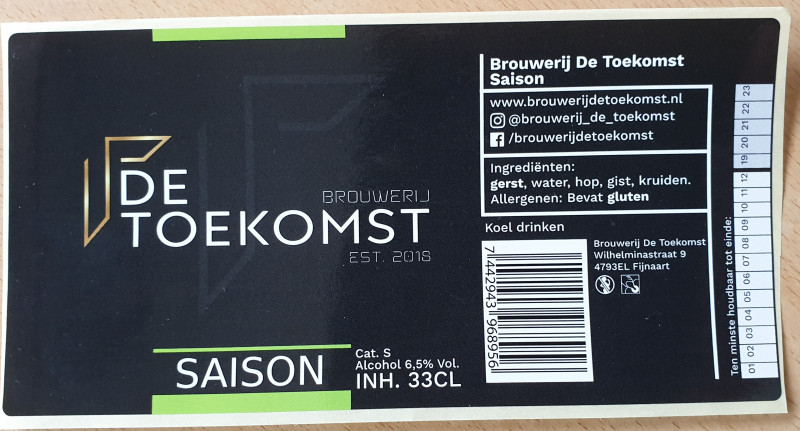 DE
TOEKOMST
BROUWERIJ
EST. 2018
SAISON
Cat. S
Alcohol 6,5% Vol.
INH. 33CL
Brouwerij De Toekomst
Saison
www.brouwerijdetoekomst.nl
@brouwerij_de_toekomst
/brouwerijdetoekomst
Ingrediënten:
gerst, water, hop, gist, kruiden.
Allergenen: Bevat gluten
Koel drinken
7 442943 968956
Brouwerij De Toekomst
Wilhelminastraat 9
4793EL Fijnaart
Ten minste houdbaar tot einde:
01 02 03 04 05 06 07 08 09 10 11 12 19 20 21 22 23